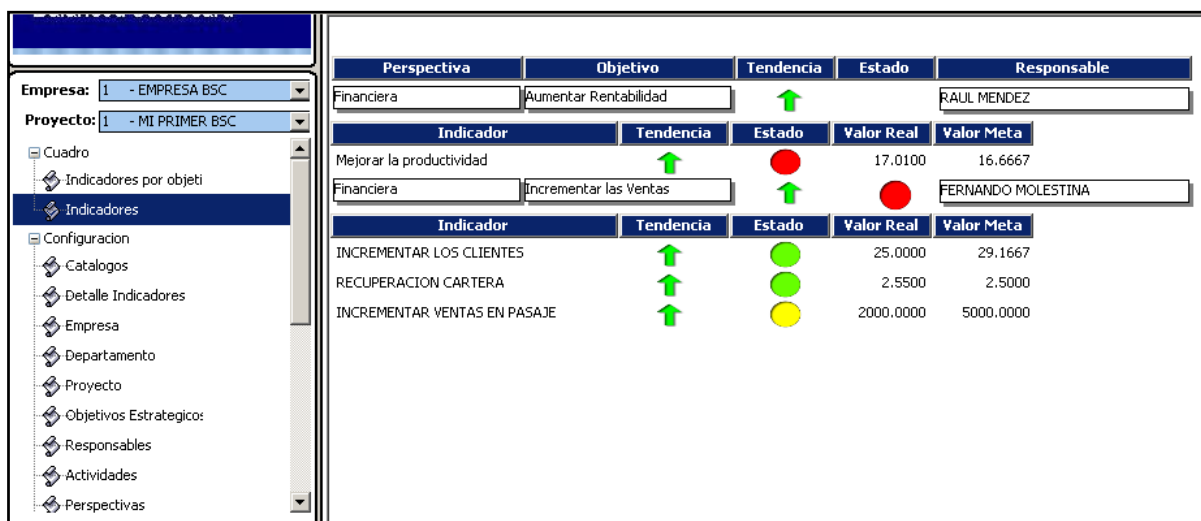 Balanced Scorecard
Empresa: 1 - EMPRESA BSC
Proyecto: 1 - MI PRIMER BSC
Cuadro
Indicadores por objeti
Indicadores
Configuracion
Catalogos
Detalle Indicadores
Empresa
Departamento
Proyecto
Objetivos Estrategicos
Responsables
Actividades
Perspectivas
Perspectiva Objetivo Tendencia Estado Responsable
Financiera Aumentar Rentabilidad RAUL MENDEZ
Indicador Tendencia Estado Valor Real Valor Meta
Mejorar la productividad 17.0100 16.6667
Financiera Incrementar las Ventas FERNANDO MOLESTINA
Indicador Tendencia Estado Valor Real Valor Meta
INCREMENTAR LOS CLIENTES 25.0000 29.1667
RECUPERACION CARTERA 2.5500 2.5000
INCREMENTAR VENTAS EN PASAJE 2000.0000 5000.0000